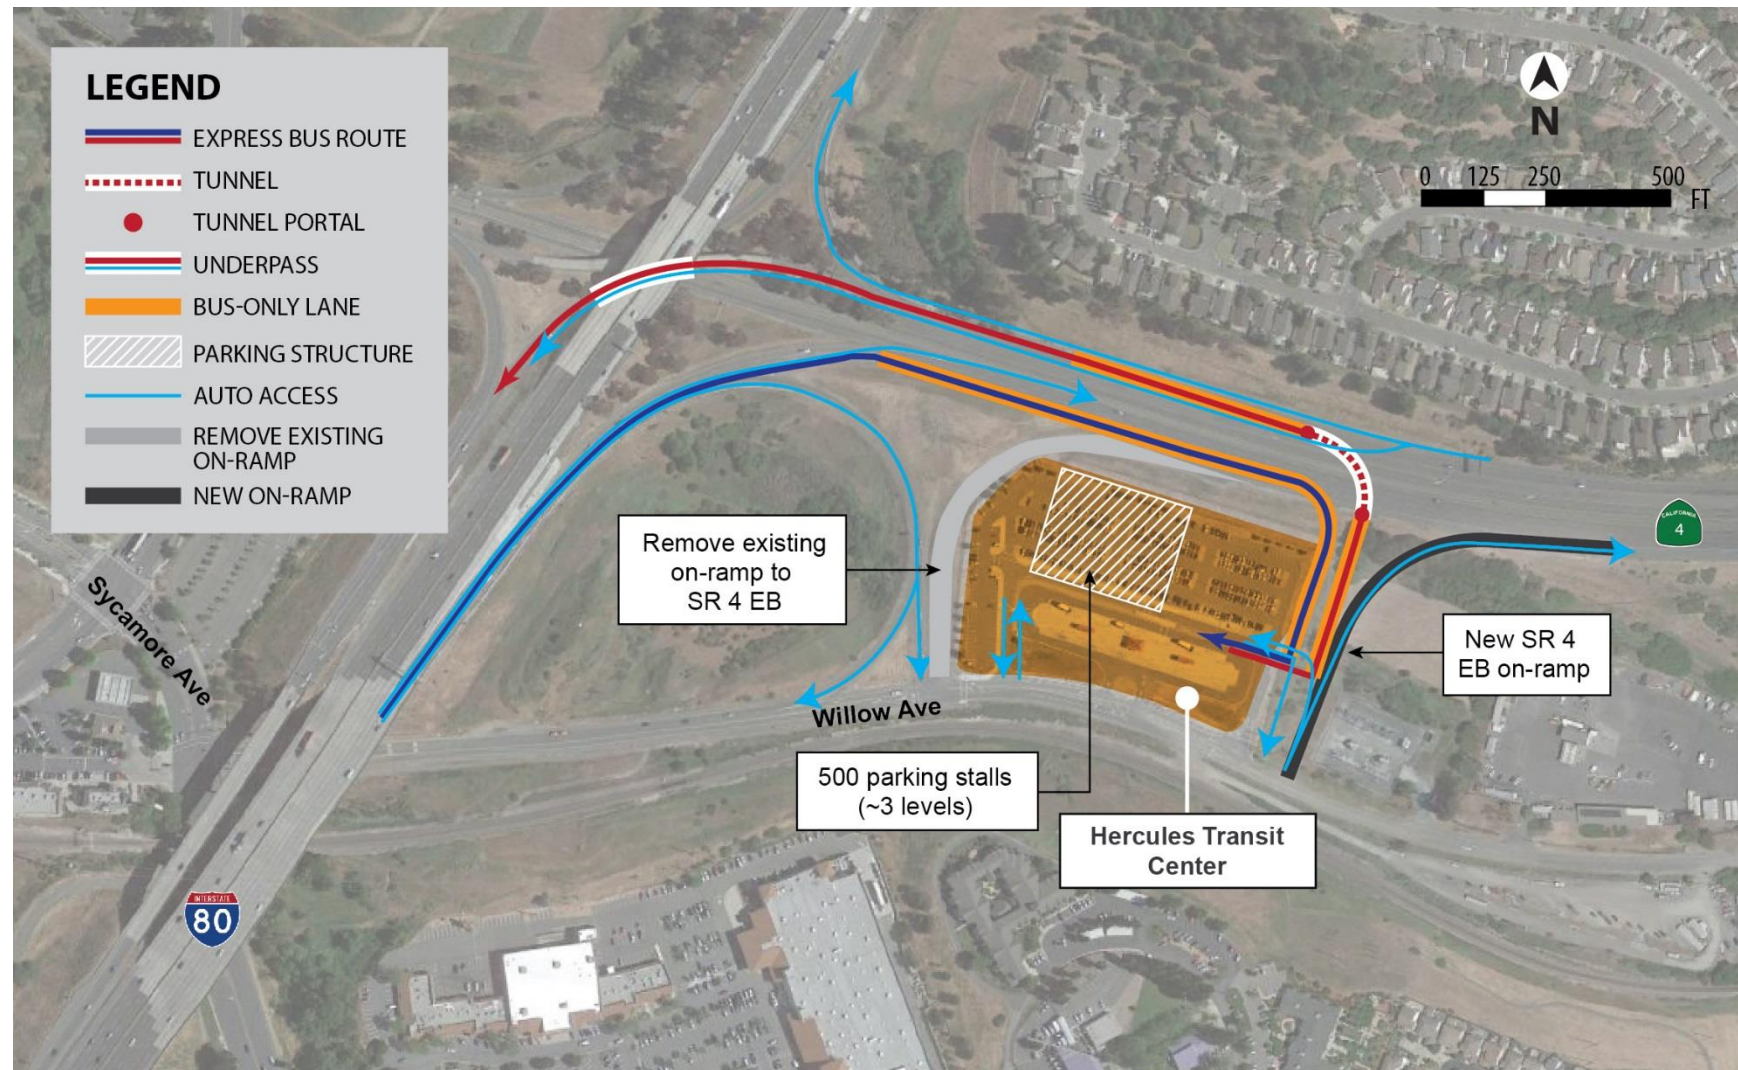 LEGEND
EXPRESS BUS ROUTE
TUNNEL
TUNNEL PORTAL
UNDERPASS
BUS-ONLY LANE
PARKING STRUCTURE
AUTO ACCESS
REMOVE EXISTING
ON-RAMP
NEW ON-RAMP
N
0 125 250 500
FT
CALIFORNIA
4
Remove existing
on-ramp to
SR 4 EB
New SR 4
EB on-ramp
Sycamore Ave
Willow Ave
500 parking stalls
(~3 levels)
Hercules Transit
Center
INTERSTATE
80